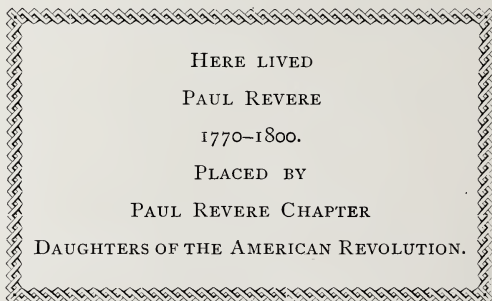 Here lived
Paul Revere
1770–1800.
Placed by
Paul Revere Chapter
Daughters of the American Revolution.